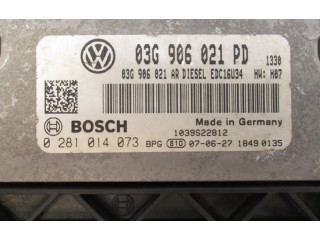 03G 906 021 PD 1330
03G 906 021 AR DIESEL EDC16U34 HW: H07
Made in Germany
BOSCH
1039S22812
0 281 014 073 BPG 810 07-06-27 1849 0135